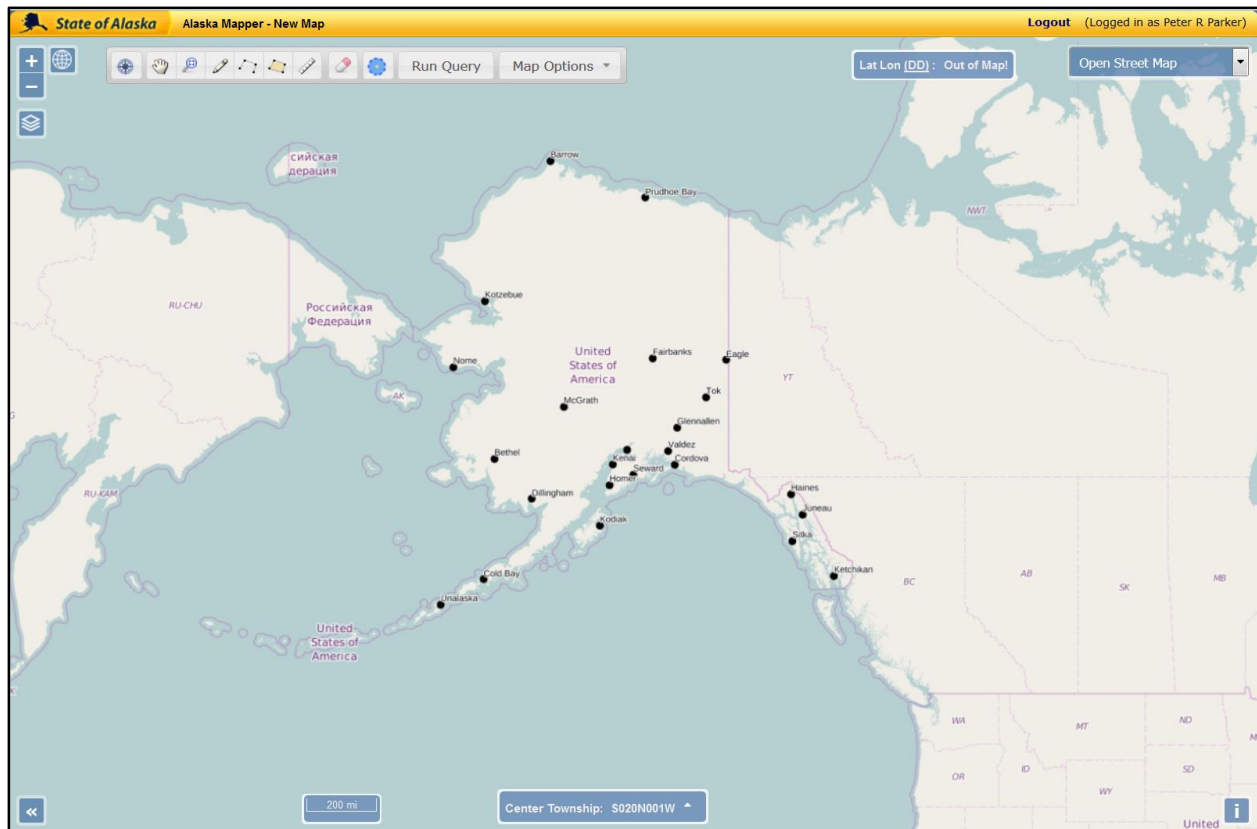 State of Alaska
Alaska Mapper - New Map
Logout (Logged in as Peter R Parker)
+
−
Run Query
Map Options
Lat Lon (DD) : Out of Map!
Open Street Map
сийская
дерация
Barrow
Prudhoe Bay
NWT
Kotzebue
RU-CHU
Российская
Федерация
Nome
United
States of
America
Fairbanks
Eagle
YT
AK
McGrath
Tok
Glennallen
Bethel
Valdez
Kenai
Cordova
Seward
Homer
RU-KAM
Dillingham
Haines
Juneau
Kodiak
Sitka
Cold Bay
Ketchikan
BC
AB
SK
MB
Unalaska
United
States of
America
WA
MT
ND
OR
ID
SD
WY
«
200 mi
Center Township: S020N001W
United
i